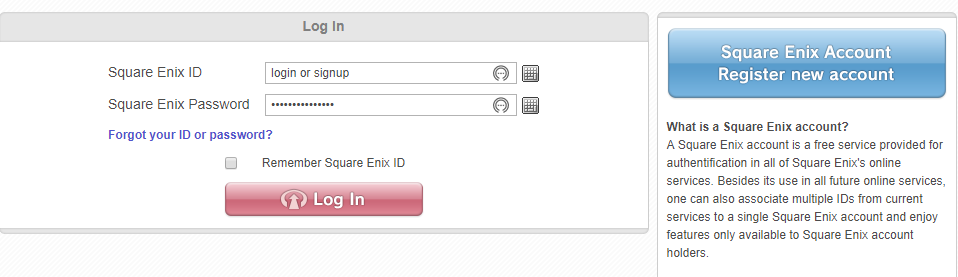 Log In
Square Enix ID
login or signup
Square Enix Password
•••••••••••••••
Forgot your ID or password?
Remember Square Enix ID
Log In
Square Enix Account
Register new account
What is a Square Enix account?
A Square Enix account is a free service provided for
authentification in all of Square Enix's online
services. Besides its use in all future online services,
one can also associate multiple IDs from current
services to a single Square Enix account and enjoy
features only available to Square Enix account
holders.